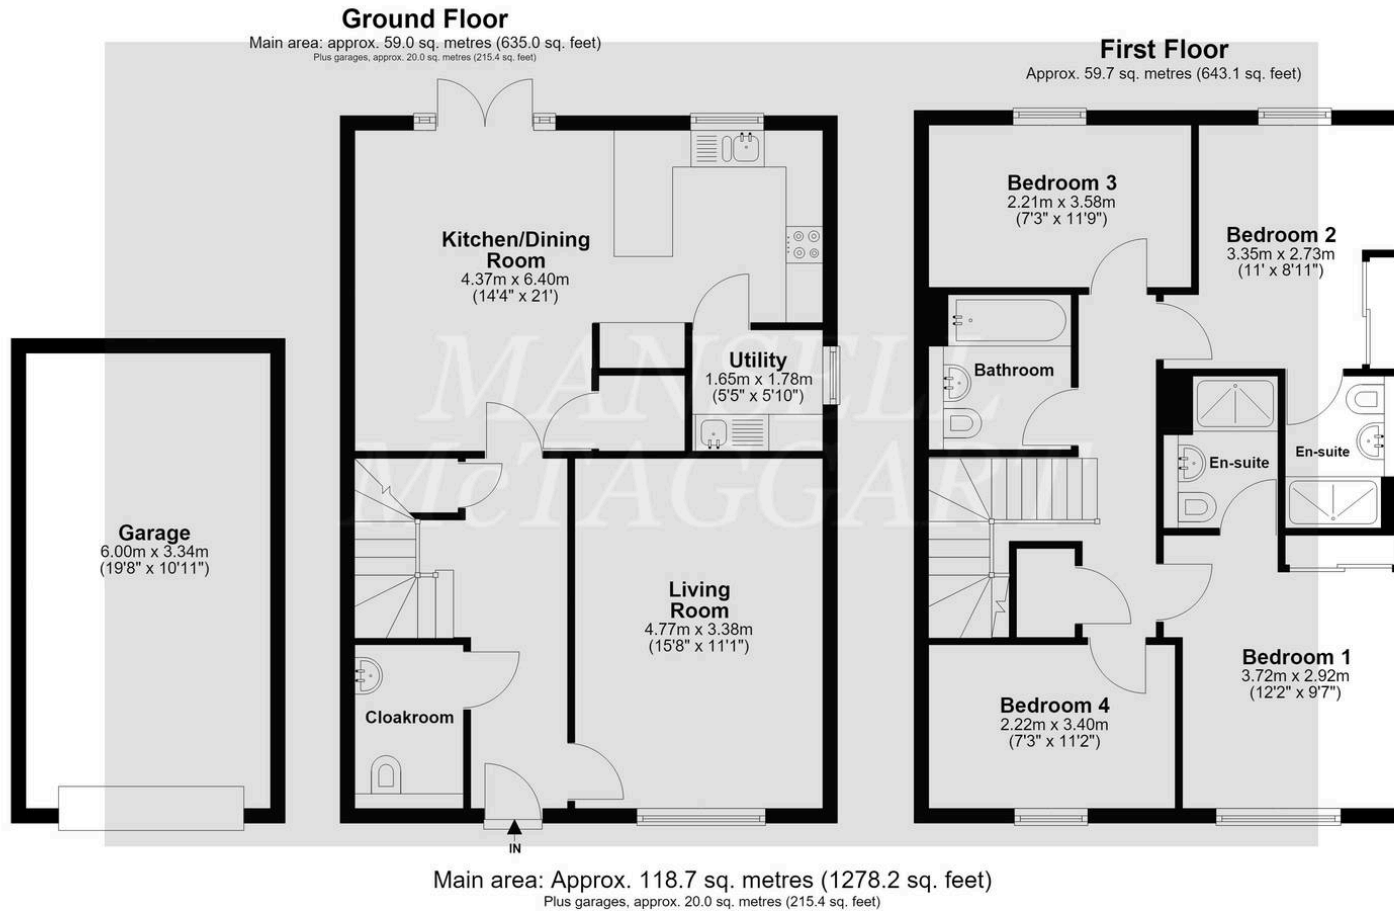 Ground Floor
Main area: approx. 59.0 sq. metres (635.0 sq. feet)
Plus garages, approx. 20.0 sq. metres (215.4 sq. feet)
Kitchen/Dining
Room
4.37m x 6.40m
(14'4" x 21')
Utility
1.65m x 1.78m
(5'5" x 5'10")
Garage
6.00m x 3.34m
(19'8" x 10'11")
Living
Room
4.77m x 3.38m
(15'8" x 11'1")
Cloakroom
IN
First Floor
Approx. 59.7 sq. metres (643.1 sq. feet)
Bedroom 3
2.21m x 3.58m
(7'3" x 11'9")
Bedroom 2
3.35m x 2.73m
(11' x 8'11")
Bathroom
En-suite
En-suite
Bedroom 1
3.72m x 2.92m
(12'2" x 9'7")
Bedroom 4
2.22m x 3.40m
(7'3" x 11'2")
MANSELL
McTAGGART
Main area: Approx. 118.7 sq. metres (1278.2 sq. feet)
Plus garages, approx. 20.0 sq. metres (215.4 sq. feet)